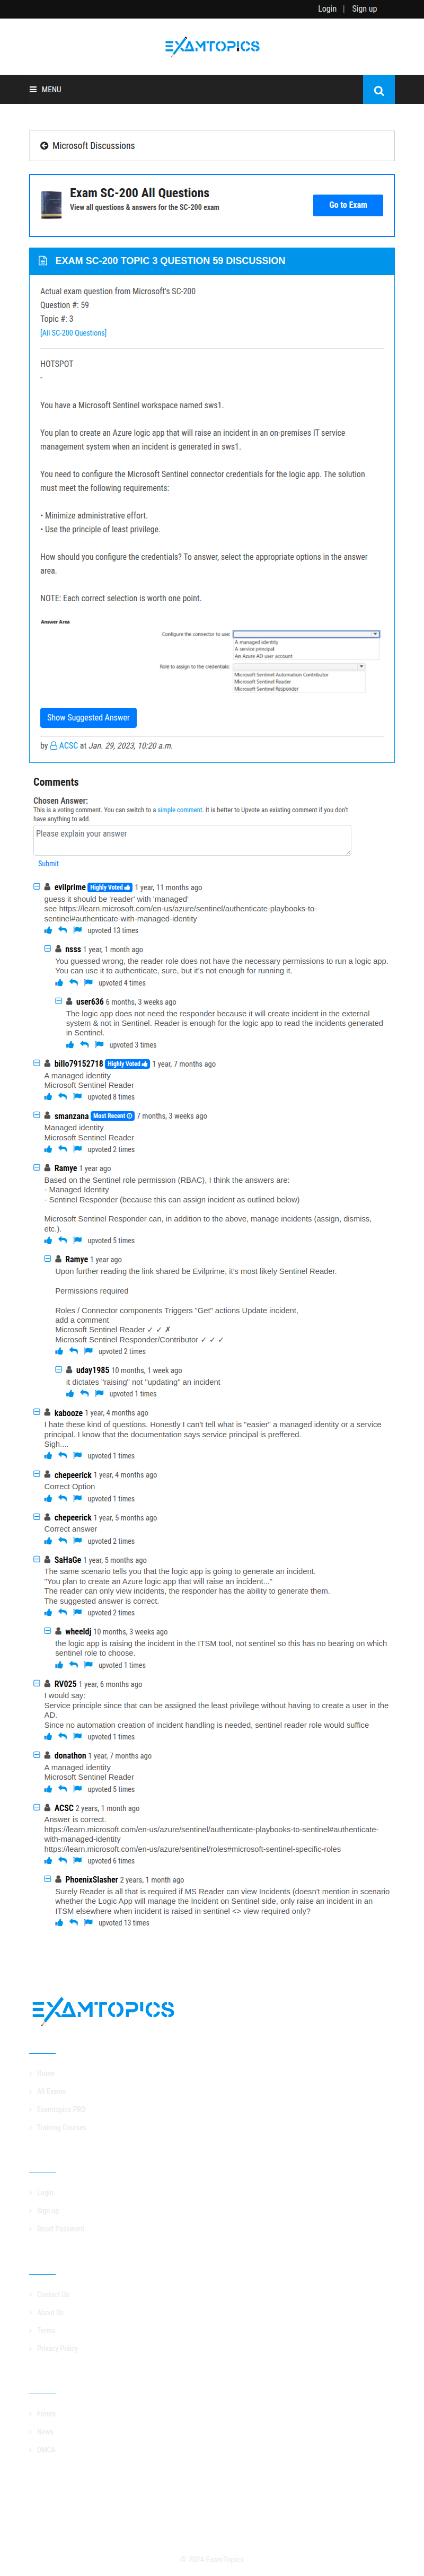 Login | Sign up
EXAMTOPICS
MENU
Microsoft Discussions
Exam SC-200 All Questions
View all questions & answers for the SC-200 exam
Go to Exam
EXAM SC-200 TOPIC 3 QUESTION 59 DISCUSSION
Actual exam question from Microsoft's SC-200
Question #: 59
Topic #: 3
[All SC-200 Questions]
HOTSPOT
-
You have a Microsoft Sentinel workspace named sws1.
You plan to create an Azure logic app that will raise an incident in an on-premises IT service
management system when an incident is generated in sws1.
You need to configure the Microsoft Sentinel connector credentials for the logic app. The solution
must meet the following requirements:
• Minimize administrative effort.
• Use the principle of least privilege.
How should you configure the credentials? To answer, select the appropriate options in the answer
area.
NOTE: Each correct selection is worth one point.
Answer Area
Configure the connector to use:
A managed identity
A service principal
An Azure AD user account
Role to assign to the credentials:
Microsoft Sentinel Automation Contributor
Microsoft Sentinel Reader
Microsoft Sentinel Responder
Show Suggested Answer
by ACSC at Jan. 29, 2023, 10:20 a.m.
Comments
Chosen Answer:
This is a voting comment. You can switch to a simple comment. It is better to Upvote an existing comment if you don't
have anything to add.
Please explain your answer
Submit
evilprime Highly Voted 1 year, 11 months ago
guess it should be 'reader' with 'managed'
see https://learn.microsoft.com/en-us/azure/sentinel/authenticate-playbooks-to-
sentinel#authenticate-with-managed-identity
upvoted 13 times
nsss 1 year, 1 month ago
You guessed wrong, the reader role does not have the necessary permissions to run a logic app.
You can use it to authenticate, sure, but it's not enough for running it.
upvoted 4 times
user636 6 months, 3 weeks ago
The logic app does not need the responder because it will create incident in the external
system & not in Sentinel. Reader is enough for the logic app to read the incidents generated
in Sentinel.
upvoted 3 times
billo79152718 Highly Voted 1 year, 7 months ago
A managed identity
Microsoft Sentinel Reader
upvoted 8 times
smanzana Most Recent 7 months, 3 weeks ago
Managed identity
Microsoft Sentinel Reader
upvoted 2 times
Ramye 1 year ago
Based on the Sentinel role permission (RBAC), I think the answers are:
- Managed Identity
- Sentinel Responder (because this can assign incident as outlined below)
Microsoft Sentinel Responder can, in addition to the above, manage incidents (assign, dismiss,
etc.).
upvoted 5 times
Ramye 1 year ago
Upon further reading the link shared be Evilprime, it's most likely Sentinel Reader.
Permissions required
Roles / Connector components Triggers "Get" actions Update incident,
add a comment
Microsoft Sentinel Reader ✓ ✓ ✗
Microsoft Sentinel Responder/Contributor ✓ ✓ ✓
upvoted 2 times
uday1985 10 months, 1 week ago
it dictates "raising" not "updating" an incident
upvoted 1 times
kabooze 1 year, 4 months ago
I hate these kind of questions. Honestly I can't tell what is "easier" a managed identity or a service
principal. I know that the documentation says service principal is preffered.
Sigh....
upvoted 1 times
chepeerick 1 year, 4 months ago
Correct Option
upvoted 1 times
chepeerick 1 year, 5 months ago
Correct answer
upvoted 2 times
SaHaGe 1 year, 5 months ago
The same scenario tells you that the logic app is going to generate an incident.
"You plan to create an Azure logic app that will raise an incident..."
The reader can only view incidents, the responder has the ability to generate them.
The suggested answer is correct.
upvoted 2 times
wheeldj 10 months, 3 weeks ago
the logic app is raising the incident in the ITSM tool, not sentinel so this has no bearing on which
sentinel role to choose.
upvoted 1 times
RV025 1 year, 6 months ago
I would say:
Service principle since that can be assigned the least privilege without having to create a user in the
AD.
Since no automation creation of incident handling is needed, sentinel reader role would suffice
upvoted 1 times
donathon 1 year, 7 months ago
A managed identity
Microsoft Sentinel Reader
upvoted 5 times
ACSC 2 years, 1 month ago
Answer is correct.
https://learn.microsoft.com/en-us/azure/sentinel/authenticate-playbooks-to-sentinel#authenticate-
with-managed-identity
https://learn.microsoft.com/en-us/azure/sentinel/roles#microsoft-sentinel-specific-roles
upvoted 6 times
PhoenixSlasher 2 years, 1 month ago
Surely Reader is all that is required if MS Reader can view Incidents (doesn't mention in scenario
whether the Logic App will manage the Incident on Sentinel side, only raise an incident in an
ITSM elsewhere when incident is raised in sentinel <> view required only?
upvoted 13 times
EXAMTOPICS
Home
All Exams
Examtopics PRO
Training Courses
Login
Sign up
Reset Password
Contact Us
About Us
Terms
Privacy Policy
Forum
News
DMCA
© 2024 ExamTopics